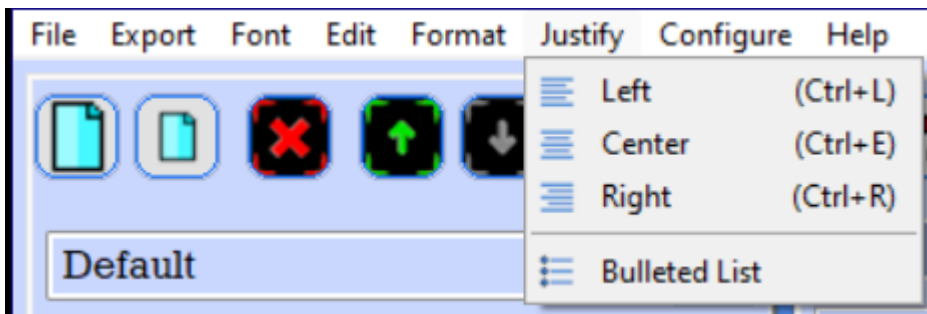 File Export Font Edit Format Justify Configure Help
Left (Ctrl+L)
Center (Ctrl+E)
Right (Ctrl+R)
Default
Bulleted List